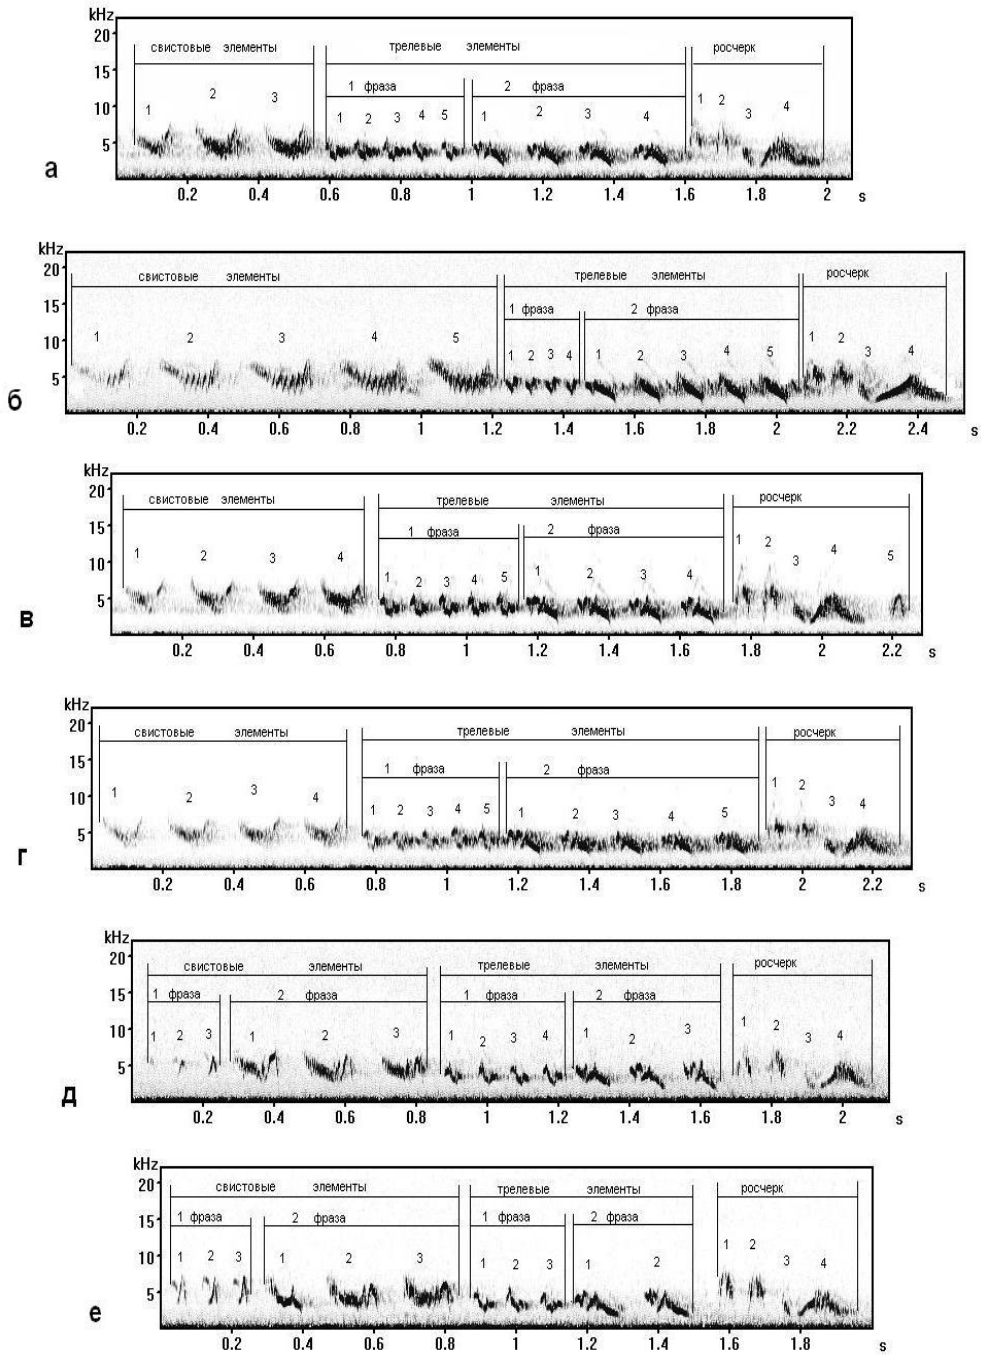 kHz
20
свистовые элементы трелевые элементы росчерк
15
1 фраза 2 фраза
10
1 2 3 1 2 3 4 5 1 2 3 4 1 2 3 4
5
а
0.2 0.4 0.6 0.8 1 1.2 1.4 1.6 1.8 2 s
kHz
20
свистовые элементы трелевые элементы росчерк
15
1 фраза 2 фраза
10
1 2 3 4 5 1 2 3 4 1 2 3 4 5 1 2 3 4
5
б
0.2 0.4 0.6 0.8 1 1.2 1.4 1.6 1.8 2 2.2 2.4 s
kHz
20
свистовые элементы трелевые элементы росчерк
15
1 фраза 2 фраза
10
1 2 3 4 1 2 3 4 5 1 2 3 4 1 2 3 4 5
5
в
0.2 0.4 0.6 0.8 1 1.2 1.4 1.6 1.8 2 2.2 s
kHz
20
свистовые элементы трелевые элементы росчерк
15
1 фраза 2 фраза
10
1 2 3 4 1 2 3 4 5 1 2 3 4 5 1 2 3 4
5
г
0.2 0.4 0.6 0.8 1 1.2 1.4 1.6 1.8 2 2.2 s
kHz
20
свистовые элементы трелевые элементы росчерк
15
1 фраза 2 фраза 1 фраза 2 фраза
10
1 2 3 1 2 3 1 2 3 4 1 2 3 1 2 3 4
5
д
0.2 0.4 0.6 0.8 1 1.2 1.4 1.6 1.8 2 s
kHz
20
свистовые элементы трелевые элементы росчерк
15
1 фраза 2 фраза 1 фраза 2 фраза
10
1 2 3 1 2 3 1 2 3 1 2 1 2 3 4
5
е
0.2 0.4 0.6 0.8 1 1.2 1.4 1.6 1.8 s